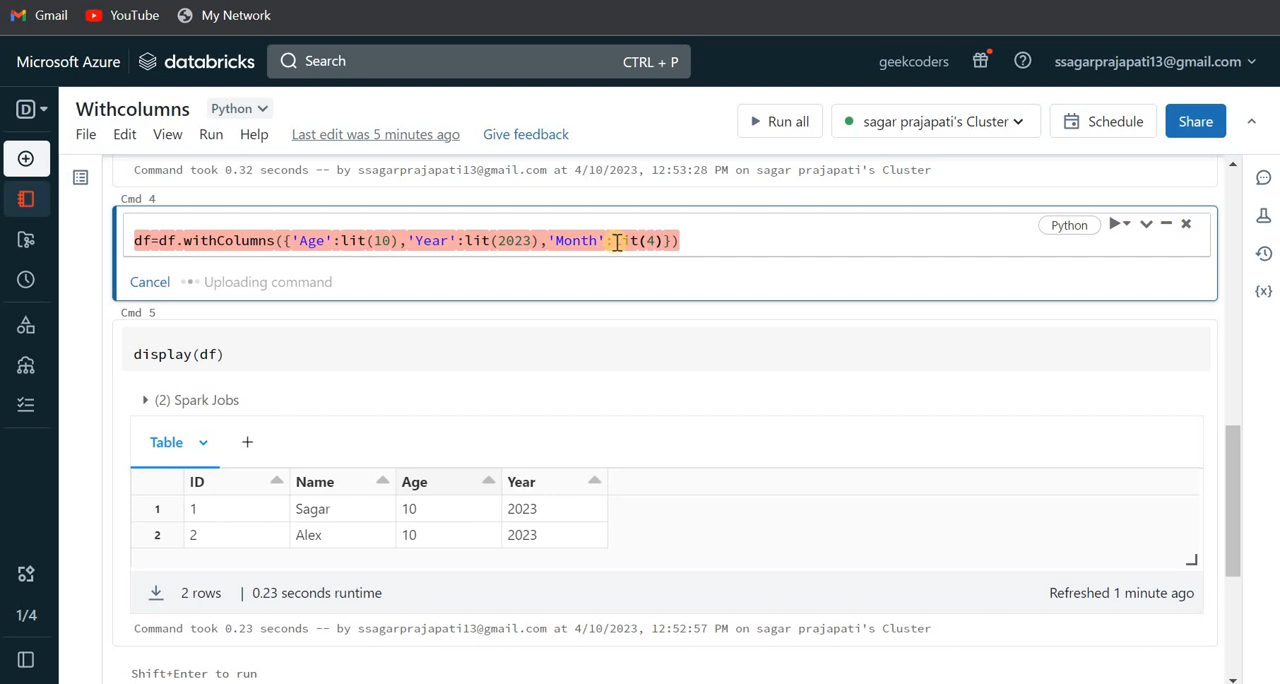 Gmail YouTube My Network
Microsoft Azure databricks Search CTRL + P geekcoders ssagarprajapati13@gmail.com
D Withcolumns Python
File Edit View Run Help Last edit was 5 minutes ago Give feedback Run all sagar prajapati's Cluster Schedule Share
Command took 0.32 seconds -- by ssagarprajapati13@gmail.com at 4/10/2023, 12:53:28 PM on sagar prajapati's Cluster
Cmd 4
Python
df=df.withColumns({'Age':lit(10),'Year':lit(2023),'Month':lit(4)})
Cancel Uploading command
Cmd 5
display(df)
(2) Spark Jobs
Table +
ID Name Age Year
1 1 Sagar 10 2023
2 2 Alex 10 2023
2 rows | 0.23 seconds runtime Refreshed 1 minute ago
1/4
Command took 0.23 seconds -- by ssagarprajapati13@gmail.com at 4/10/2023, 12:52:57 PM on sagar prajapati's Cluster
Shift+Enter to run